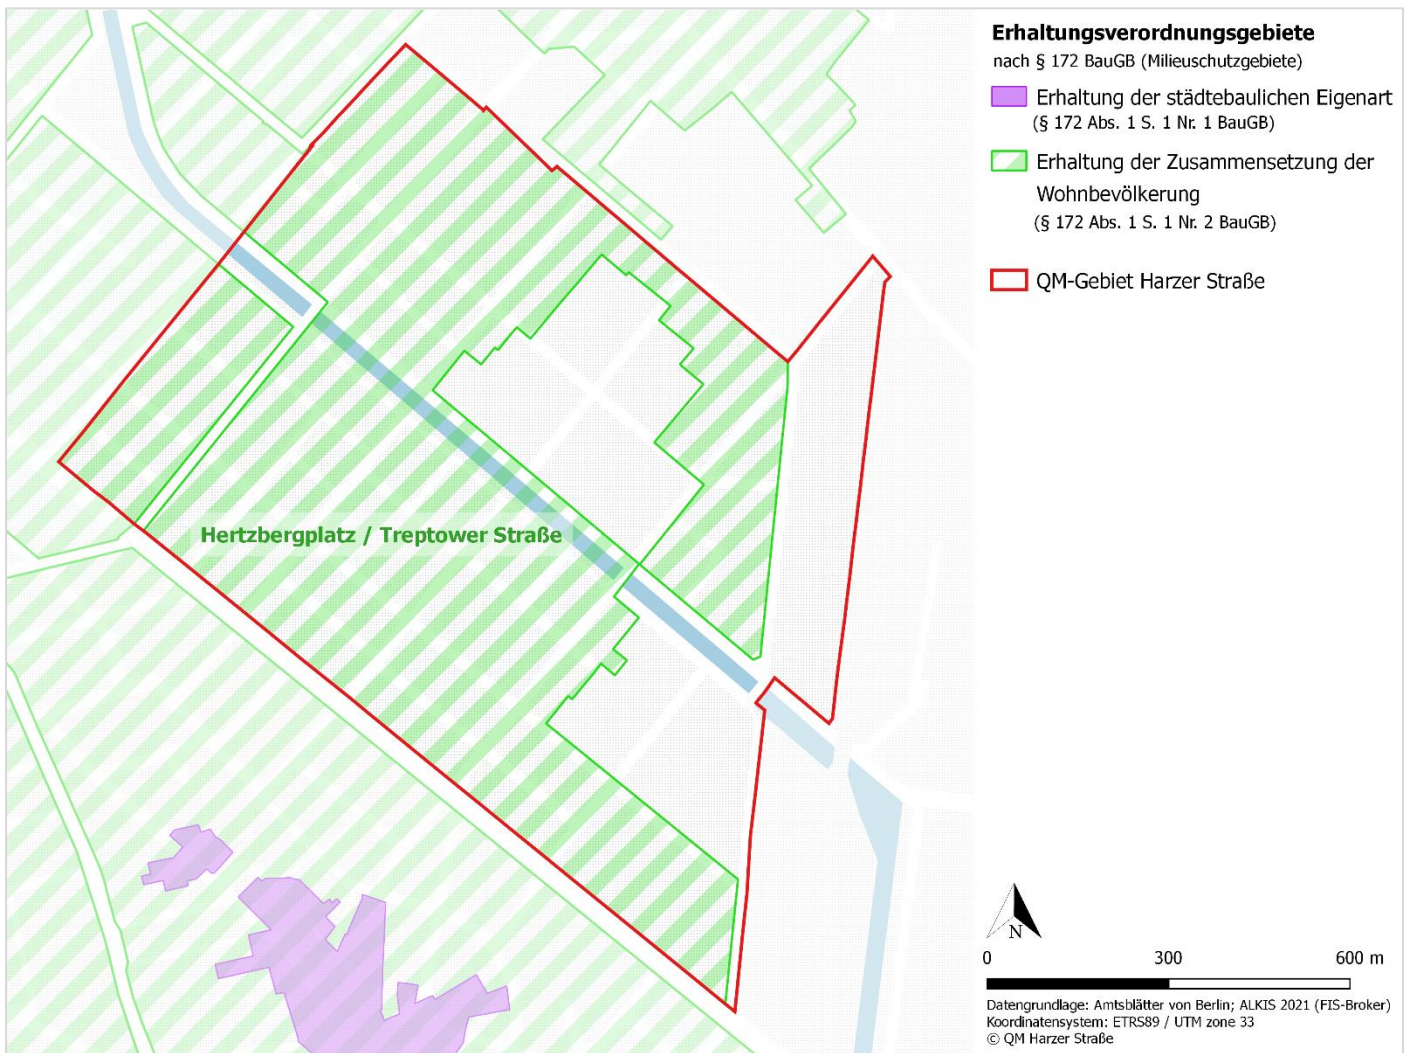 Erhaltungsverordnungsgebiete
nach § 172 BauGB (Milieuschutzgebiete)
Erhaltung der städtebaulichen Eigenart
(§ 172 Abs. 1 S. 1 Nr. 1 BauGB)
Erhaltung der Zusammensetzung der
Wohnbevölkerung
(§ 172 Abs. 1 S. 1 Nr. 2 BauGB)
QM-Gebiet Harzer Straße
Hertzbergplatz / Treptower Straße
N
0 300 600 m
Datengrundlage: Amtsblätter von Berlin; ALKIS 2021 (FIS-Broker)
Koordinatensystem: ETRS89 / UTM zone 33
© QM Harzer Straße